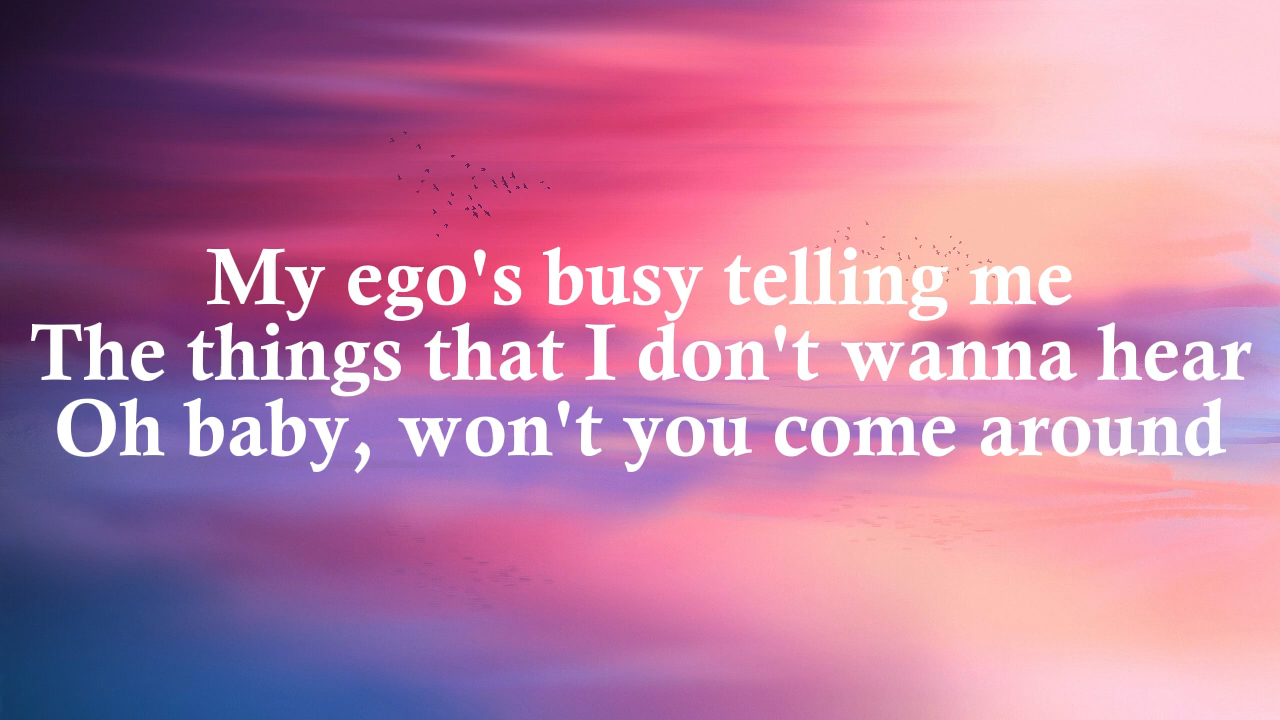 My ego's busy telling me
The things that I don't wanna hear
Oh baby, won't you come around